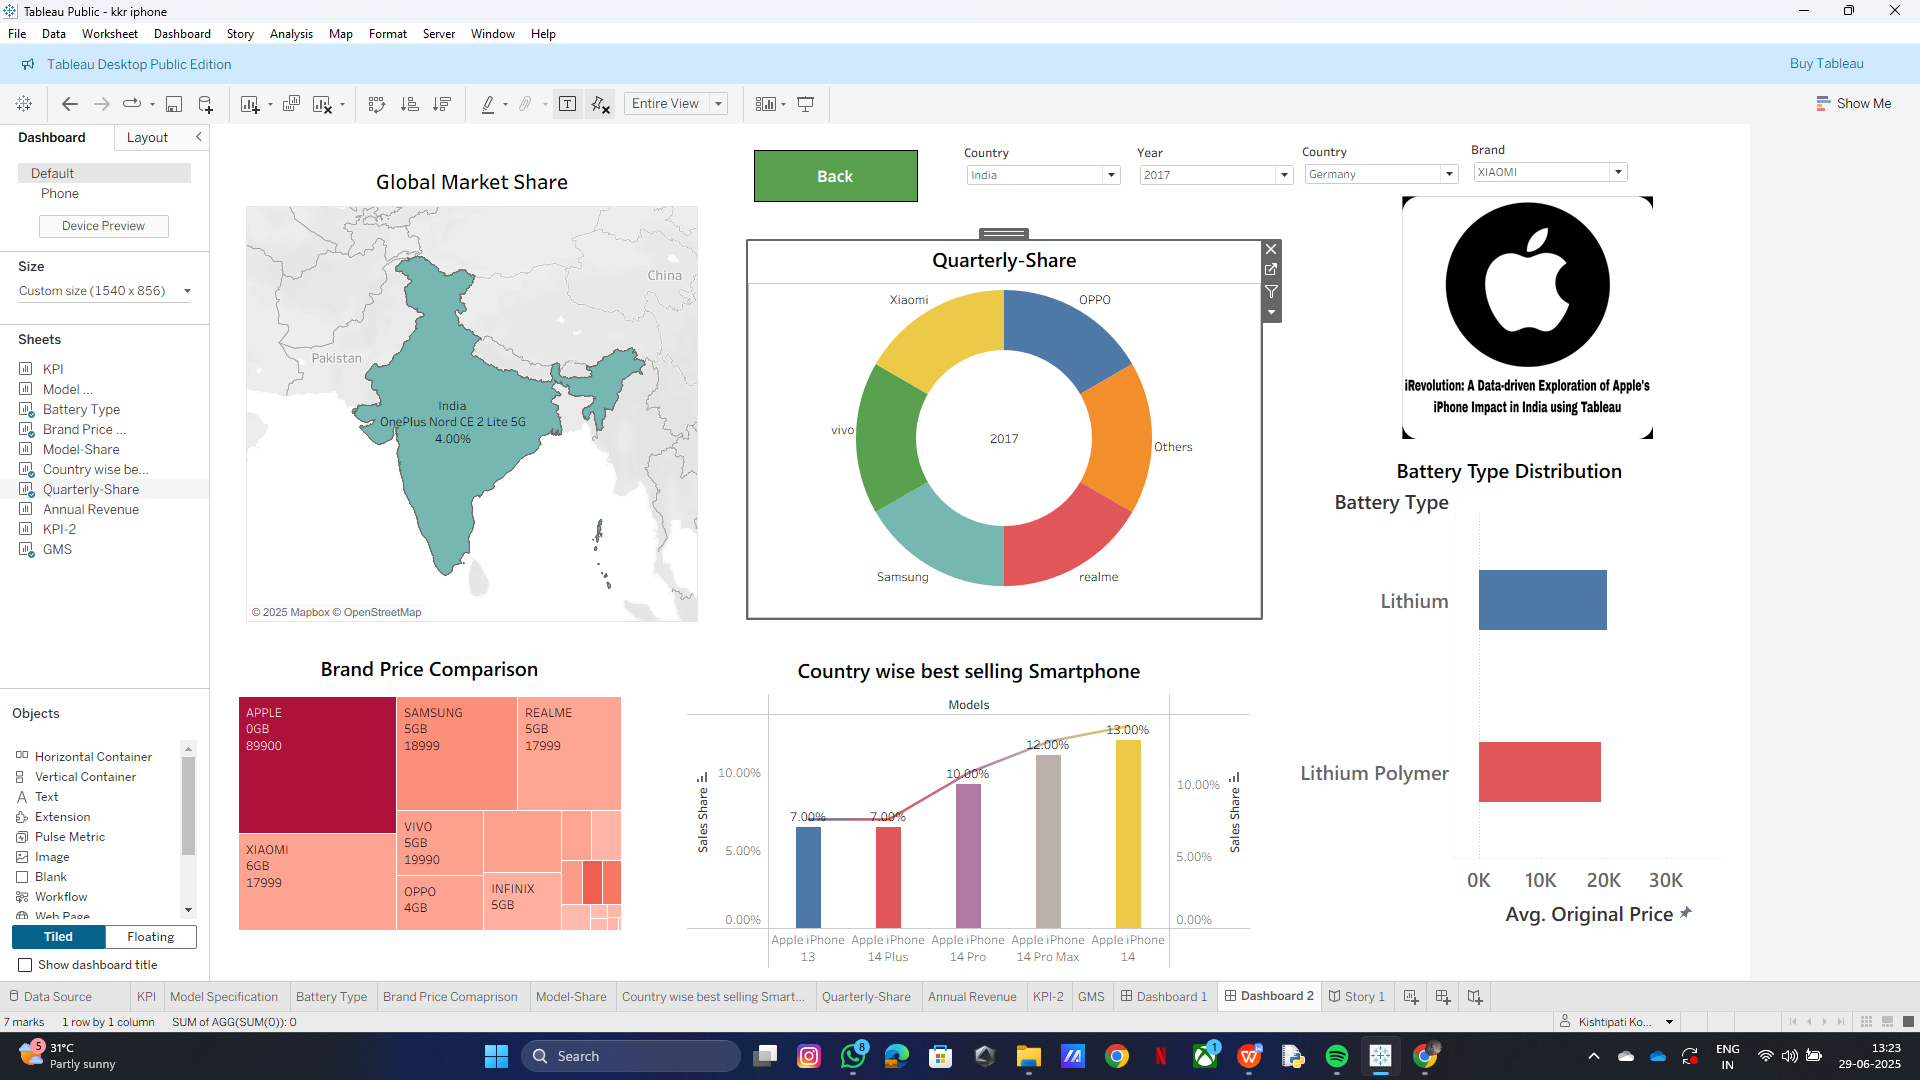 Tableau Public - kkr iphone
File Data Worksheet Dashboard Story Analysis Map Format Server Window Help
Tableau Desktop Public Edition
Buy Tableau
Entire View
Show Me
Dashboard
Layout
Default
Phone
Device Preview
Size
Custom size (1540 x 856)
Sheets
KPI
Model ...
Battery Type
Brand Price ...
Model-Share
Country wise be...
Quarterly-Share
Annual Revenue
KPI-2
GMS
Objects
Horizontal Container
Vertical Container
Text
Extension
Pulse Metric
Image
Blank
Workflow
Web Page
Tiled
Floating
Show dashboard title
Global Market Share
China
Pakistan
India
OnePlus Nord CE 2 Lite 5G
4.00%
© 2025 Mapbox © OpenStreetMap
Back
Country
India
Year
2017
Country
Germany
Brand
XIAOMI
Quarterly-Share
Xiaomi
OPPO
vivo
2017
Others
Samsung
realme
iRevolution: A Data-driven Exploration of Apple's
iPhone Impact in India using Tableau
Battery Type Distribution
Battery Type
Lithium
Lithium Polymer
0K 10K 20K 30K
Avg. Original Price
Brand Price Comparison
APPLE
0GB
89900
SAMSUNG
5GB
18999
REALME
5GB
17999
XIAOMI
6GB
17999
VIVO
5GB
19990
OPPO
4GB
INFINIX
5GB
Country wise best selling Smartphone
Models
Sales Share
10.00%
5.00%
0.00%
7.00%
7.00%
10.00%
12.00%
13.00%
10.00%
5.00%
0.00%
Sales Share
Apple iPhone
13
Apple iPhone
14 Plus
Apple iPhone
14 Pro
Apple iPhone
14 Pro Max
Apple iPhone
14
Data Source KPI Model Specification Battery Type Brand Price Comaprison Model-Share Country wise best selling Smart... Quarterly-Share Annual Revenue KPI-2 GMS Dashboard 1 Dashboard 2 Story 1
7 marks 1 row by 1 column SUM of AGG(SUM(0)): 0
Kishtipati Ko...
5
31°C
Partly sunny
Search
8
1
ENG
IN
13:23
29-06-2025